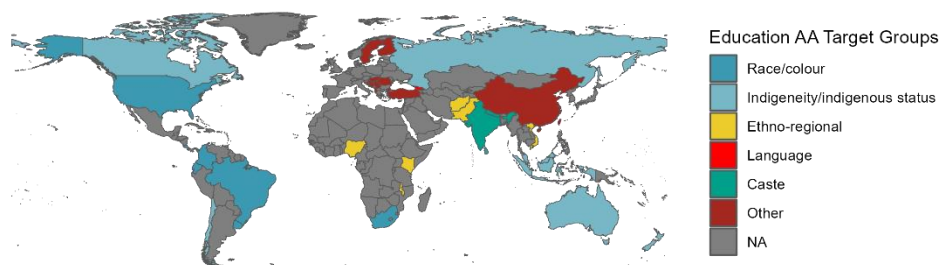 Education AA Target Groups
Race/colour
Indigeneity/indigenous status
Ethno-regional
Language
Caste
Other
NA